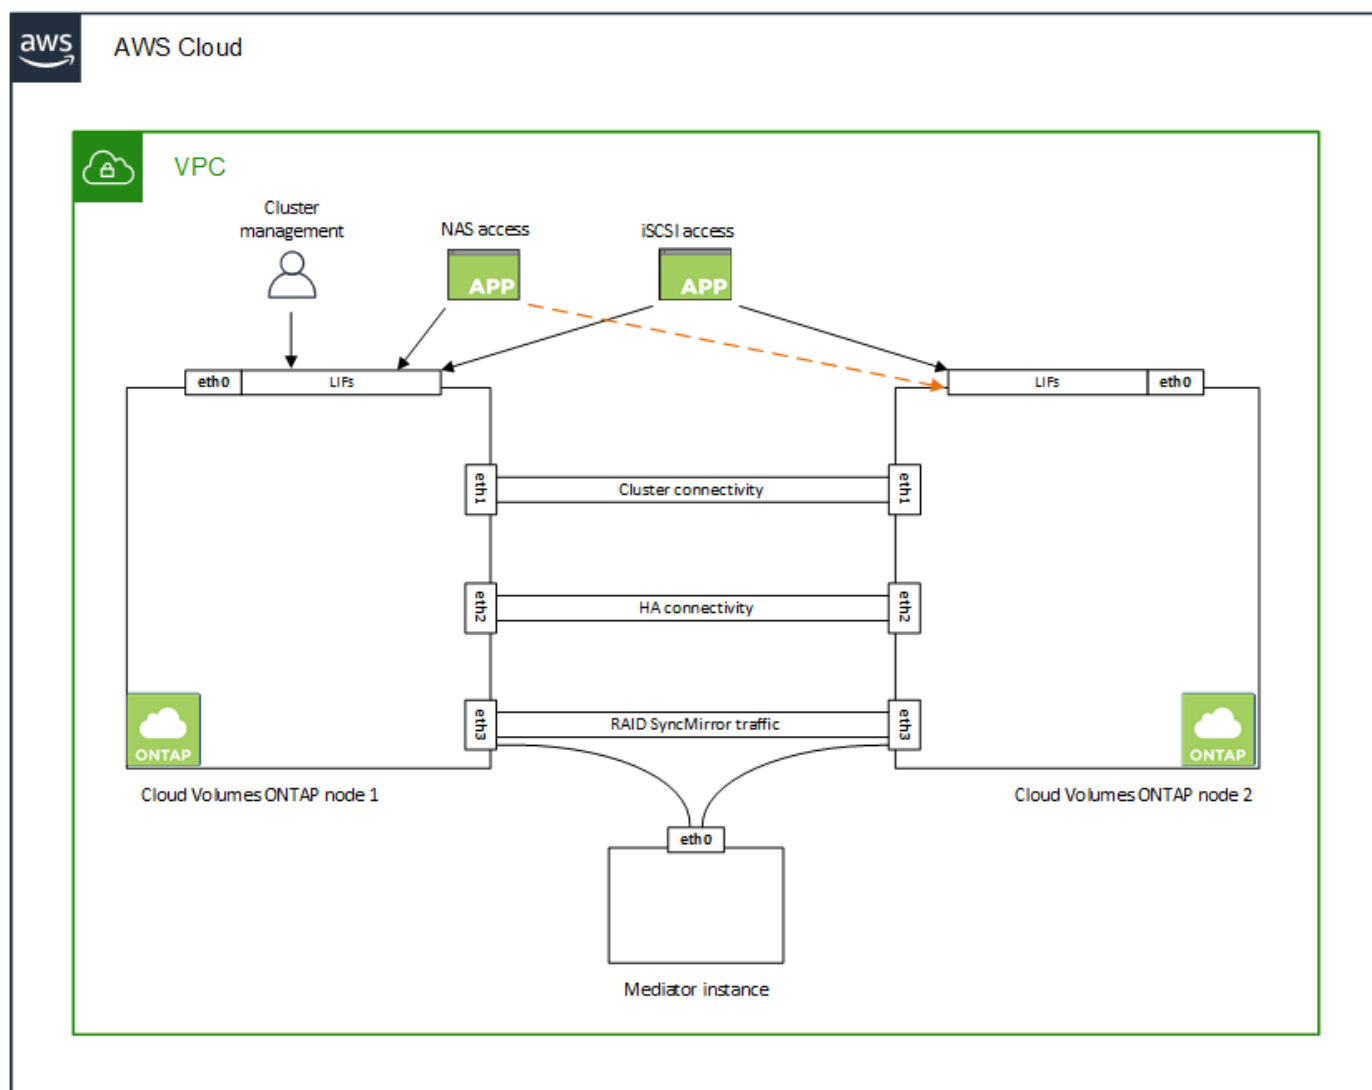 aws
AWS Cloud
VPC
Cluster
management
NAS access
iSCSI access
APP
APP
eth0
LIFs
LIFs
eth0
eth1
Cluster connectivity
eth1
eth2
HA connectivity
eth2
eth3
RAID SyncMirror traffic
eth3
ONTAP
ONTAP
Cloud Volumes ONTAP node 1
Cloud Volumes ONTAP node 2
eth0
Mediator instance